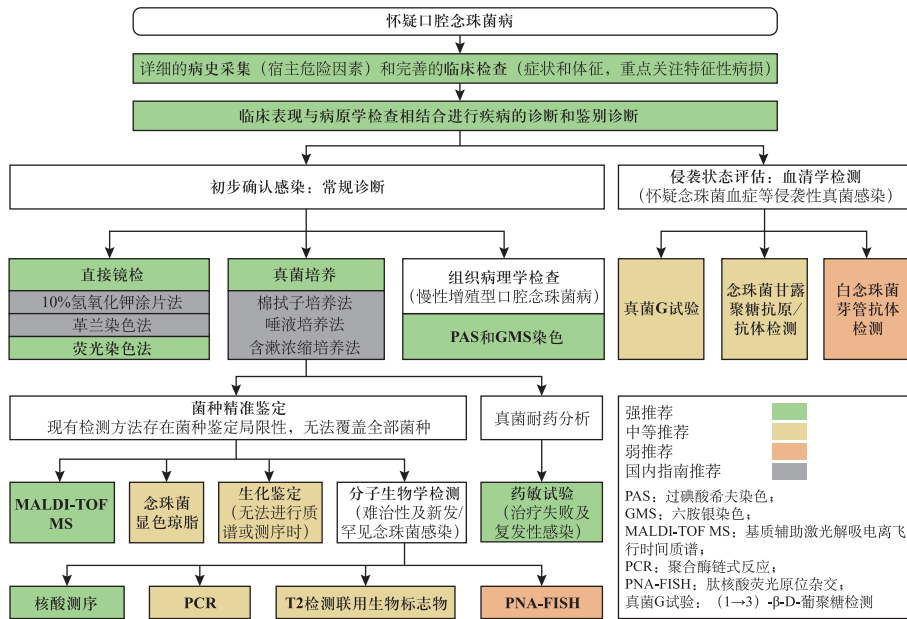 怀疑口腔念珠菌病
详细的病史采集（宿主危险因素）和完善的临床检查（症状和体征，重点关注特征性病损）
临床表现与病原学检查相结合进行疾病的诊断和鉴别诊断
初步确认感染：常规诊断
侵袭状态评估：血清学检测
（怀疑念珠菌血症等侵袭性真菌感染）
直接镜检
10%氢氧化钾涂片法
革兰染色法
荧光染色法
真菌培养
棉拭子培养法
唾液培养法
含漱浓缩培养法
组织病理学检查
（慢性增殖型口腔念珠菌病）
PAS和GMS染色
真菌G试验
念珠菌甘露
聚糖抗原/
抗体检测
白念珠菌
芽管抗体
检测
菌种精准鉴定
现有检测方法存在菌种鉴定局限性，无法覆盖全部菌种
真菌耐药分析
MALDI-TOF
MS
念珠菌
显色琼脂
生化鉴定
（无法进行质
谱或测序时）
分子生物学检测
（难治性及新发/
罕见念珠菌感染）
药敏试验
（治疗失败及
复发性感染）
核酸测序
PCR
T2检测联用生物标志物
PNA-FISH
强推荐
中等推荐
弱推荐
国内指南推荐
PAS：过碘酸希夫染色；
GMS：六胺银染色；
MALDI-TOF MS：基质辅助激光解吸电离飞
行时间质谱；
PCR：聚合酶链式反应；
PNA-FISH：肽核酸荧光原位杂交；
真菌G试验：（1→3）-β-D-葡聚糖检测